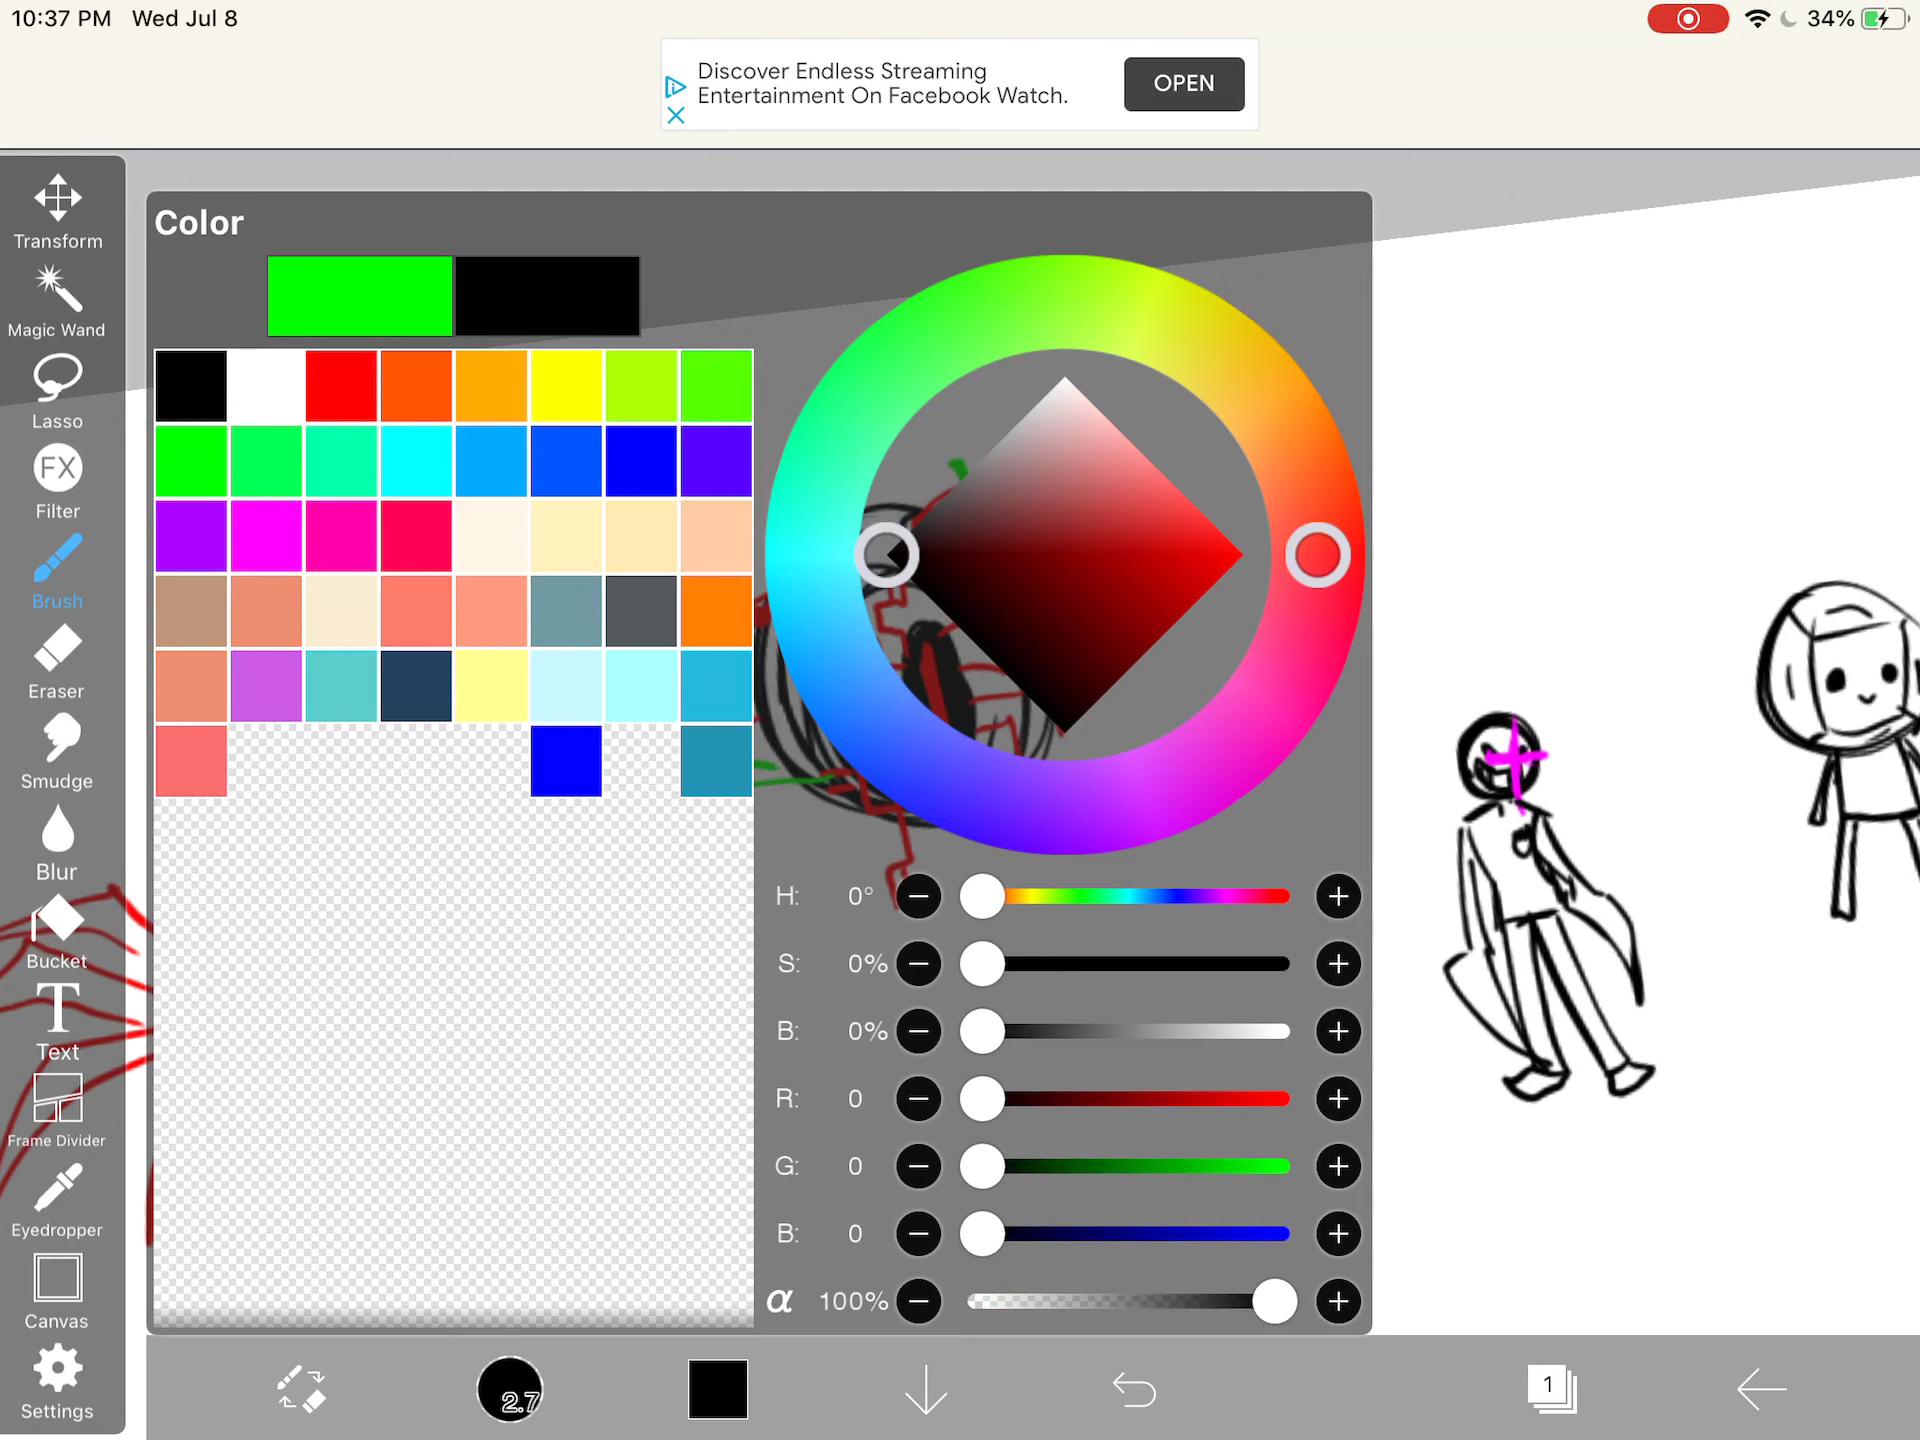 10:37 PM Wed Jul 8
34%
Discover Endless Streaming
Entertainment On Facebook Watch.
OPEN
Transform
Magic Wand
Lasso
FX
Filter
Brush
Eraser
Smudge
Blur
Bucket
T
Text
Frame Divider
Eyedropper
Canvas
Settings
Color
H: 0°
S: 0%
B: 0%
R: 0
G: 0
B: 0
α 100%
2.7
1